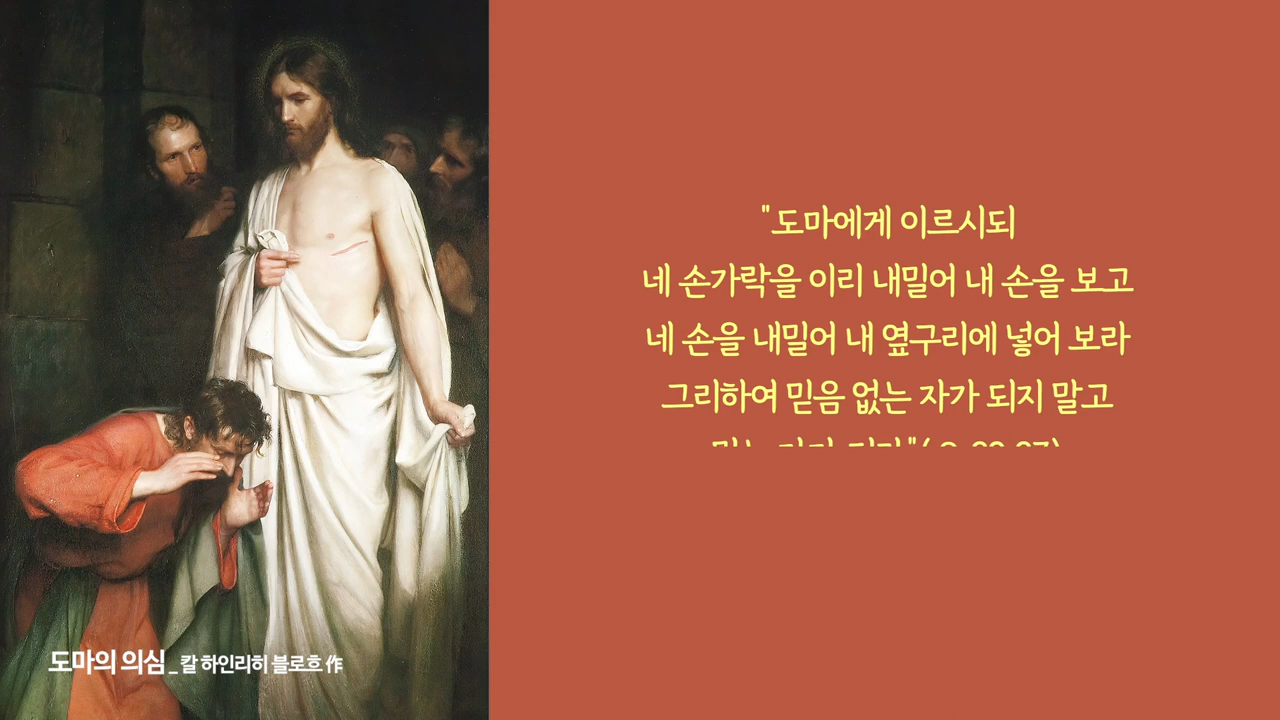 "도마에게 이르시되
네 손가락을 이리 내밀어 내 손을 보고
네 손을 내밀어 내 옆구리에 넣어 보라
그리하여 믿음 없는 자가 되지 말고
도마의 의심_칼 하인리히 블로흐 作